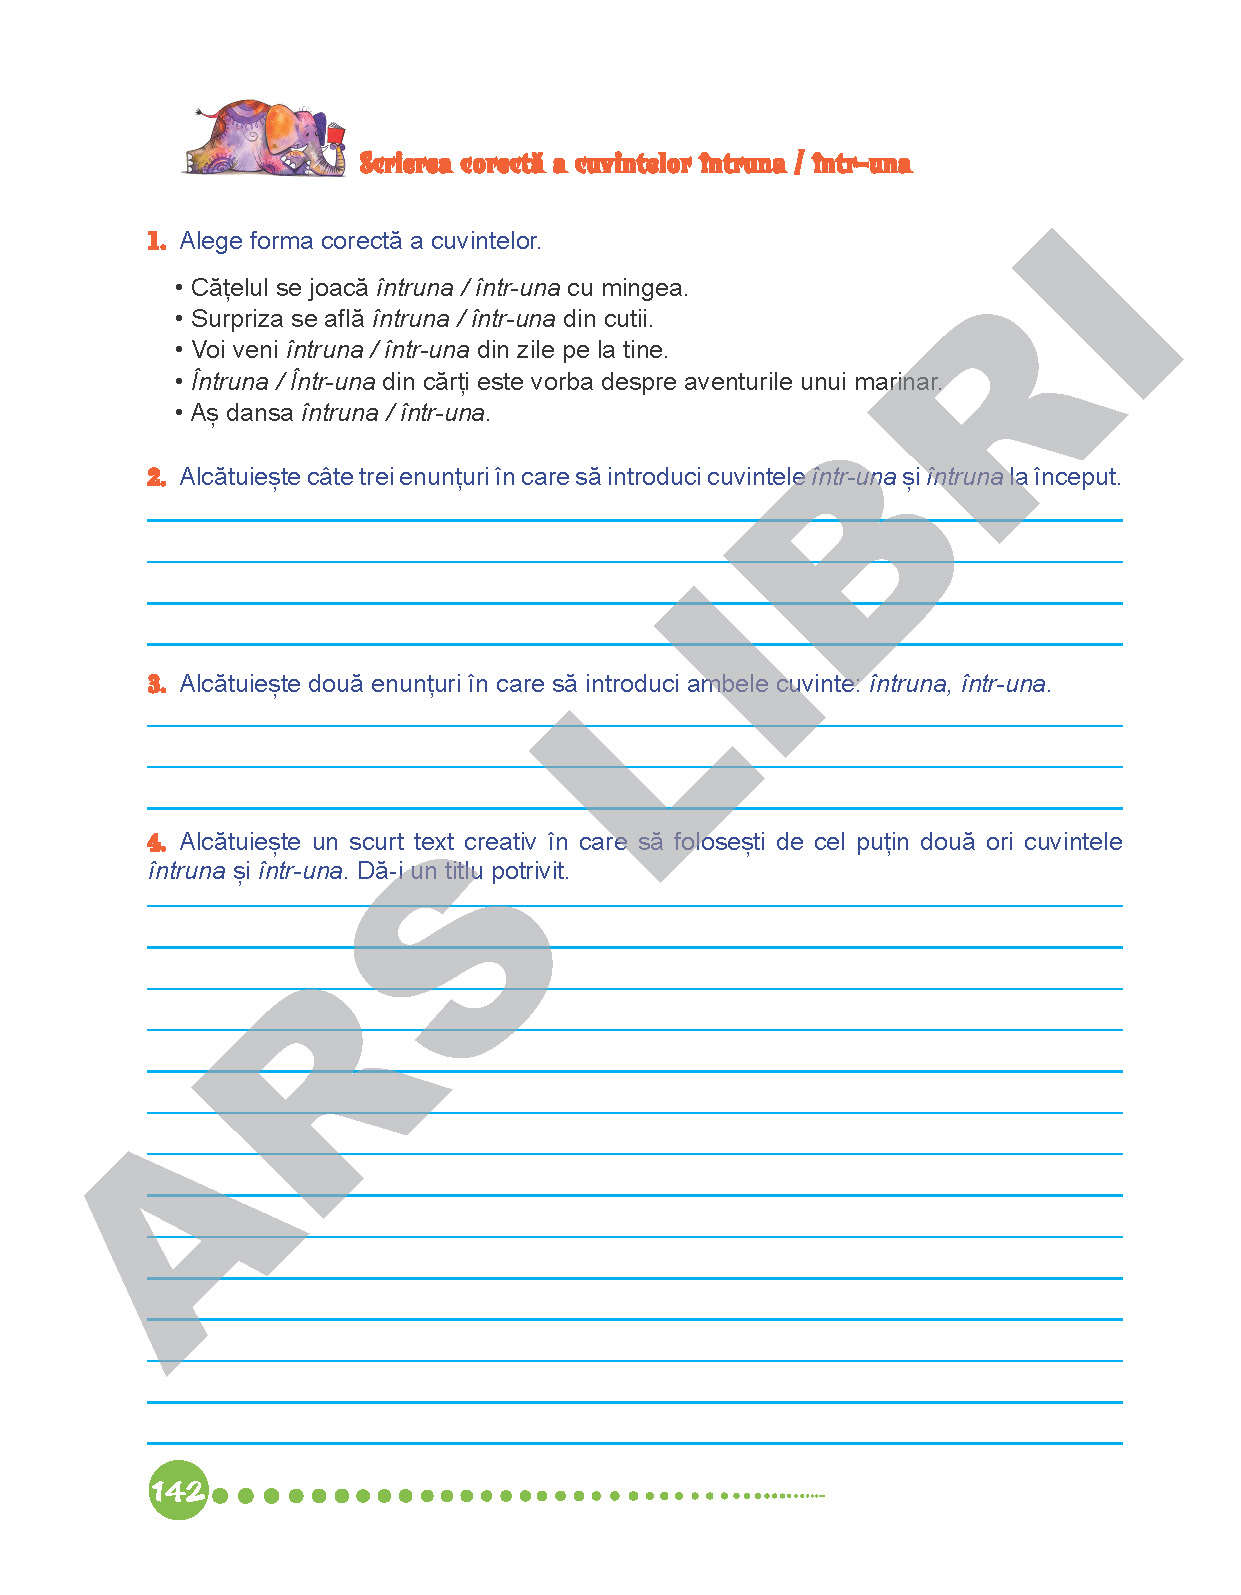 Scrierea corectă a cuvintelor întruna / într-una
1. Alege forma corectă a cuvintelor.
• Cățelul se joacă întruna / într-una cu mingea.
• Surpriza se află întruna / într-una din cutii.
• Voi veni întruna / într-una din zile pe la tine.
• Întruna / Într-una din cărți este vorba despre aventurile unui marinar.
• Aș dansa întruna / într-una.
2. Alcătuiește câte trei enunțuri în care să introduci cuvintele într-una și întruna la început.
3. Alcătuiește două enunțuri în care să introduci ambele cuvinte: întruna, într-una.
4. Alcătuiește un scurt text creativ în care să folosești de cel puțin două ori cuvintele
întruna și într-una. Dă-i un titlu potrivit.
ARS LIBRI
142